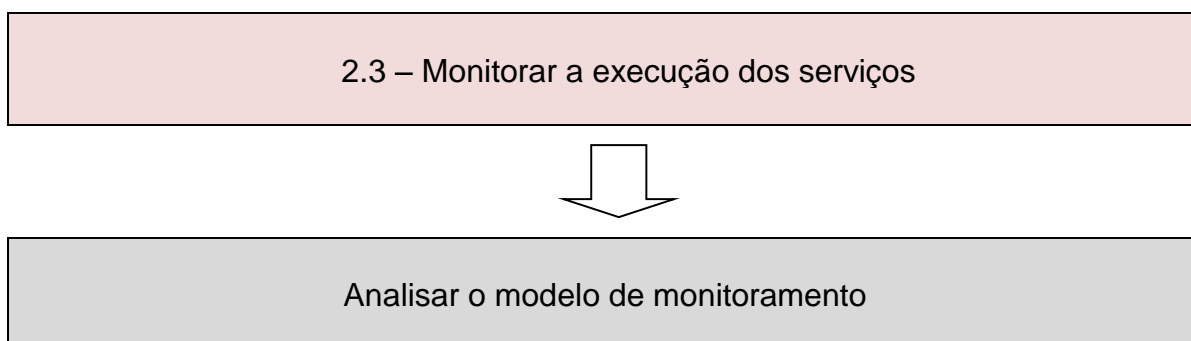 2.3 – Monitorar a execução dos serviços
Analisar o modelo de monitoramento